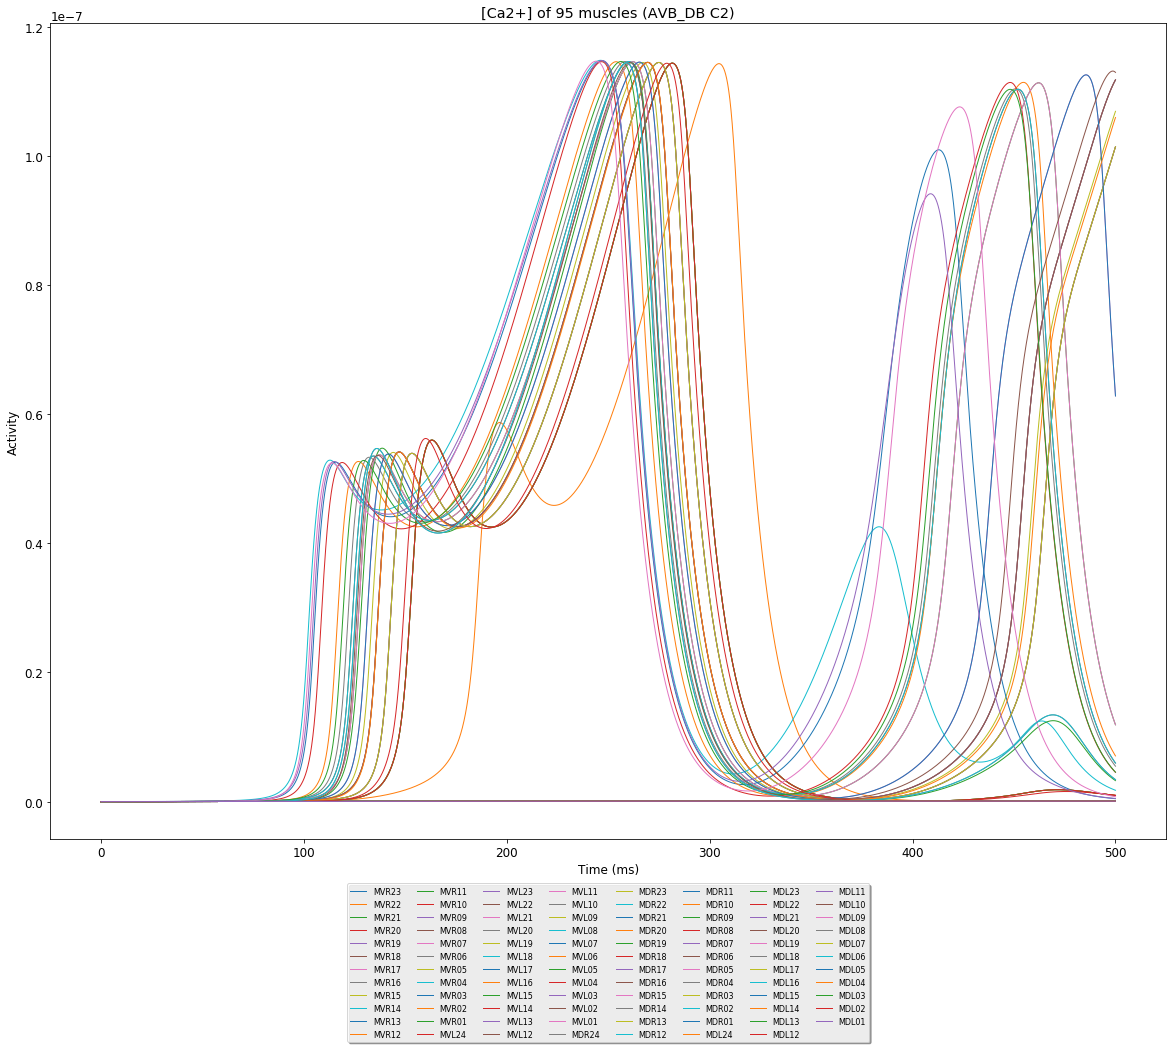 [Ca2+] of 95 muscles (AVB_DB C2)
1e−7
1.2
1.0
0.8
0.6
0.4
0.2
0.0
Activity
0 100 200 300 400 500
Time (ms)
MVR23 MVR11 MVL23 MVL11 MDR23 MDR11 MDL23 MDL11
MVR22 MVR10 MVL22 MVL10 MDR22 MDR10 MDL22 MDL10
MVR21 MVR09 MVL21 MVL09 MDR21 MDR09 MDL21 MDL09
MVR20 MVR08 MVL20 MVL08 MDR20 MDR08 MDL20 MDL08
MVR19 MVR07 MVL19 MVL07 MDR19 MDR07 MDL19 MDL07
MVR18 MVR06 MVL18 MVL06 MDR18 MDR06 MDL18 MDL06
MVR17 MVR05 MVL17 MVL05 MDR17 MDR05 MDL17 MDL05
MVR16 MVR04 MVL16 MVL04 MDR16 MDR04 MDL16 MDL04
MVR15 MVR03 MVL15 MVL03 MDR15 MDR03 MDL15 MDL03
MVR14 MVR02 MVL14 MVL02 MDR14 MDR02 MDL14 MDL02
MVR13 MVR01 MVL13 MVL01 MDR13 MDR01 MDL13 MDL01
MVR12 MVL24 MVL12 MDR24 MDR12 MDL24 MDL12